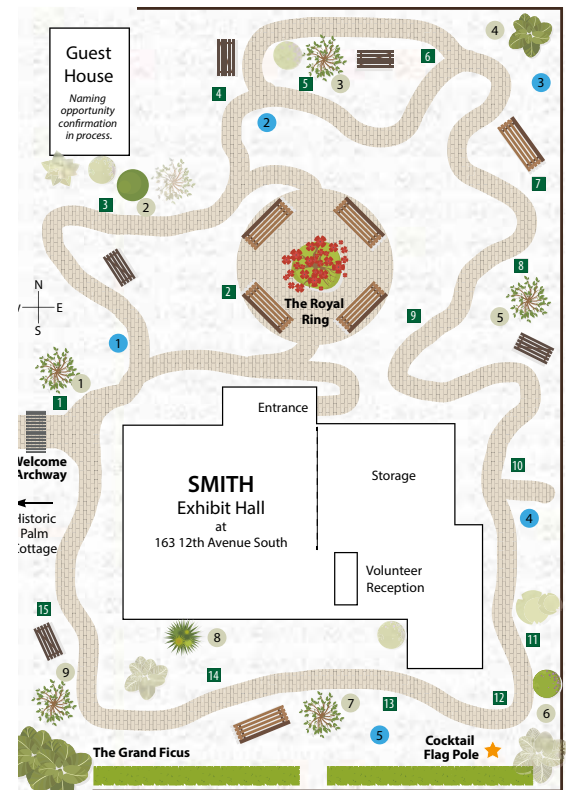 Guest
House
Naming
opportunity
confirmation
in process.
4
6
5
3
4
3
2
7
3
2
8
N
E
S
2
The Royal
Ring
9
5
1
1
1
Entrance
Archway
SMITH
Exhibit Hall
at
163 12th Avenue South
Storage
10
4
Palm
Volunteer
Reception
15
8
11
9
14
7
13
12
6
5
The Grand Ficus
Cocktail
Flag Pole